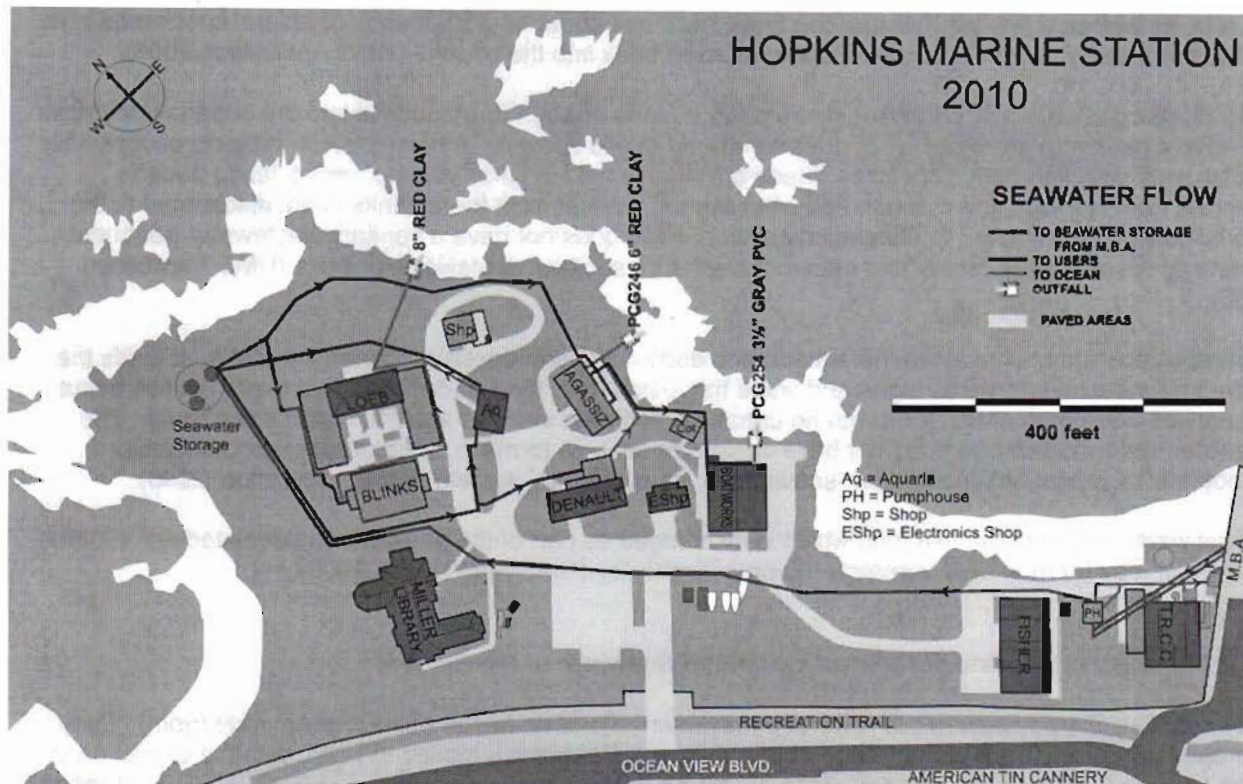 HOPKINS MARINE STATION
2010
N
E
W
S
SEAWATER FLOW
TO SEAWATER STORAGE
FROM M.B.A.
TO USERS
TO OCEAN
OUTFALL
PAVED AREAS
400 feet
Aq = Aquaria
PH = Pumphouse
Shp = Shop
EShp = Electronics Shop
RED CLAY
PCG246 6" RED CLAY
PCG254 3½" GRAY PVC
Seawater
Storage
LOEB
BLINKS
Aq
Shp
AGASSIZ
DENAULT
EShp
BOATWORKS
MILLER
LIBRARY
FISHER
PH
T.R.C.C.
M.B.A.
RECREATION TRAIL
OCEAN VIEW BLVD.
AMERICAN TIN CANNERY